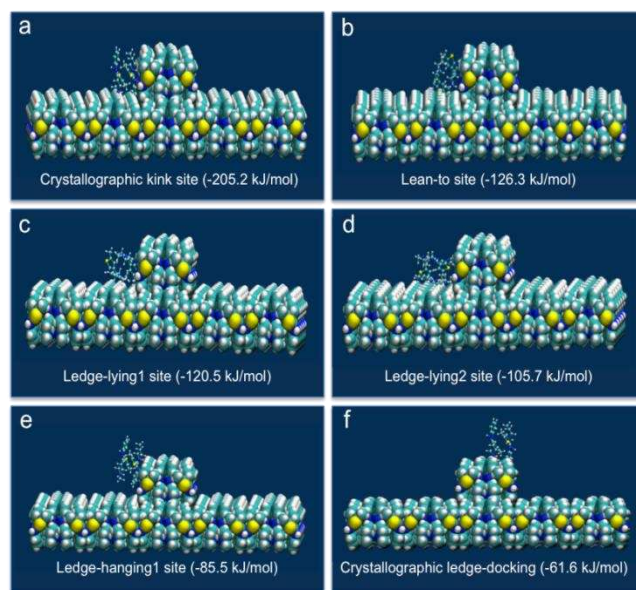 a
Crystallographic kink site (-205.2 kJ/mol)
b
Lean-to site (-126.3 kJ/mol)
c
Ledge-lying1 site (-120.5 kJ/mol)
d
Ledge-lying2 site (-105.7 kJ/mol)
e
Ledge-hanging1 site (-85.5 kJ/mol)
f
Crystallographic ledge-docking (-61.6 kJ/mol)